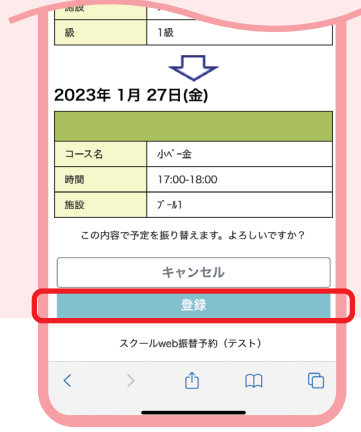 施設
級 1級
2023年 1月 27日(金)
コース名 小ﾍﾟｰ金
時間 17:00-18:00
施設 ﾌﾟｰﾙ1
この内容で予定を振り替えます。よろしいですか？
キャンセル
登録
スクールweb振替予約（テスト）